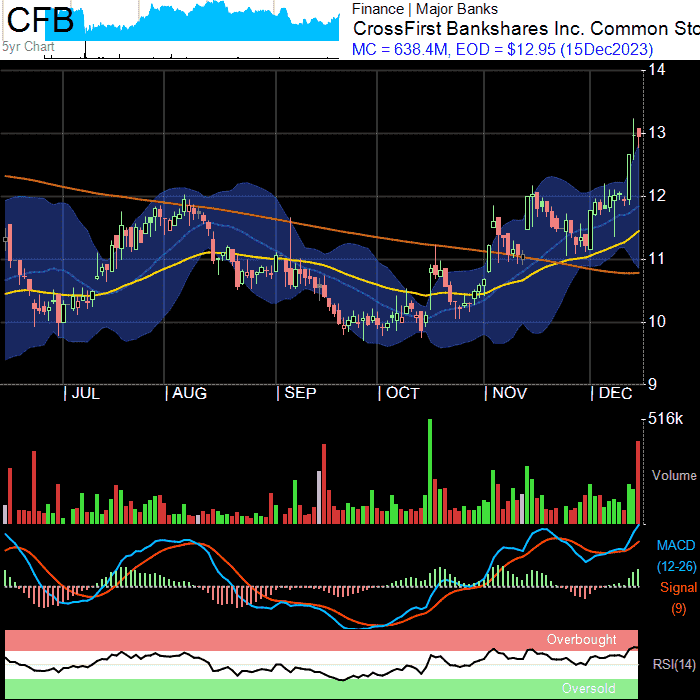 CFB
5yr Chart
Finance | Major Banks
CrossFirst Bankshares Inc. Common Sto
MC = 638.4M, EOD = $12.95 (15Dec2023)
14
13
12
11
10
9
JUL
AUG
SEP
OCT
NOV
DEC
516k
Volume
MACD
(12-26)
Signal
(9)
Overbought
RSI(14)
Oversold